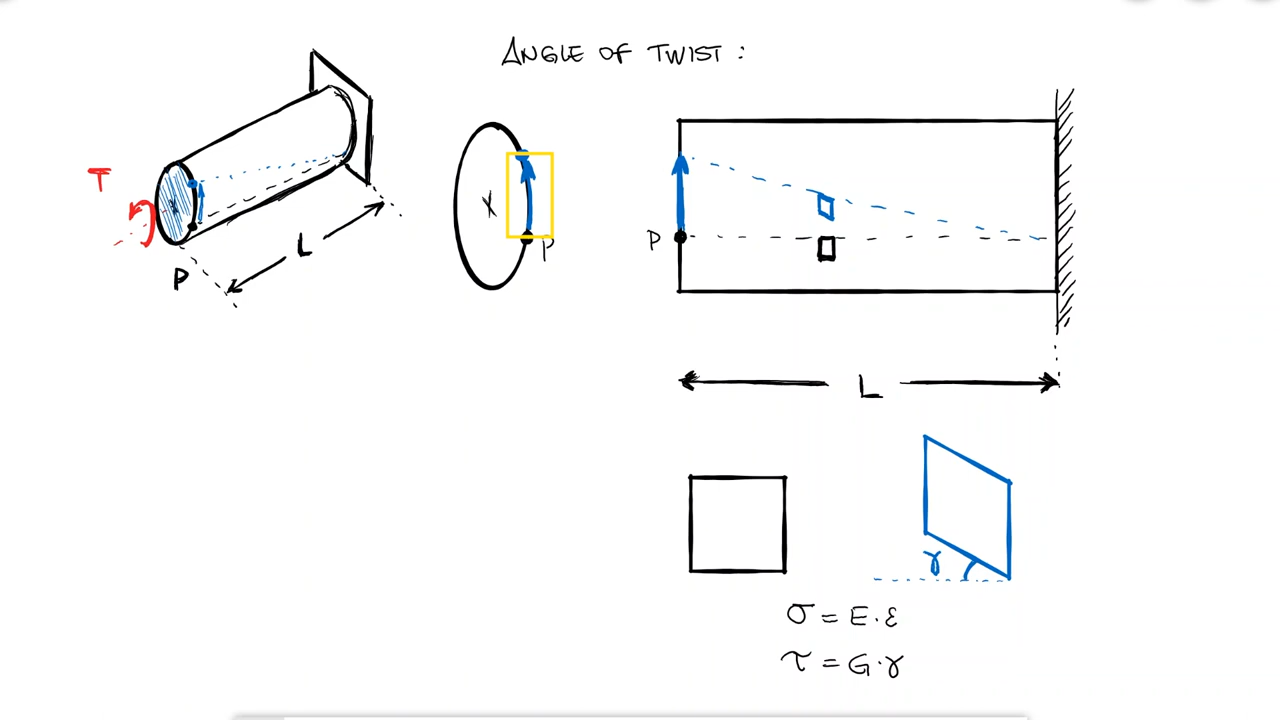 ANGLE OF TWIST :
T
L
P
P
P
L
γ
σ = E · ε
τ = G · γ